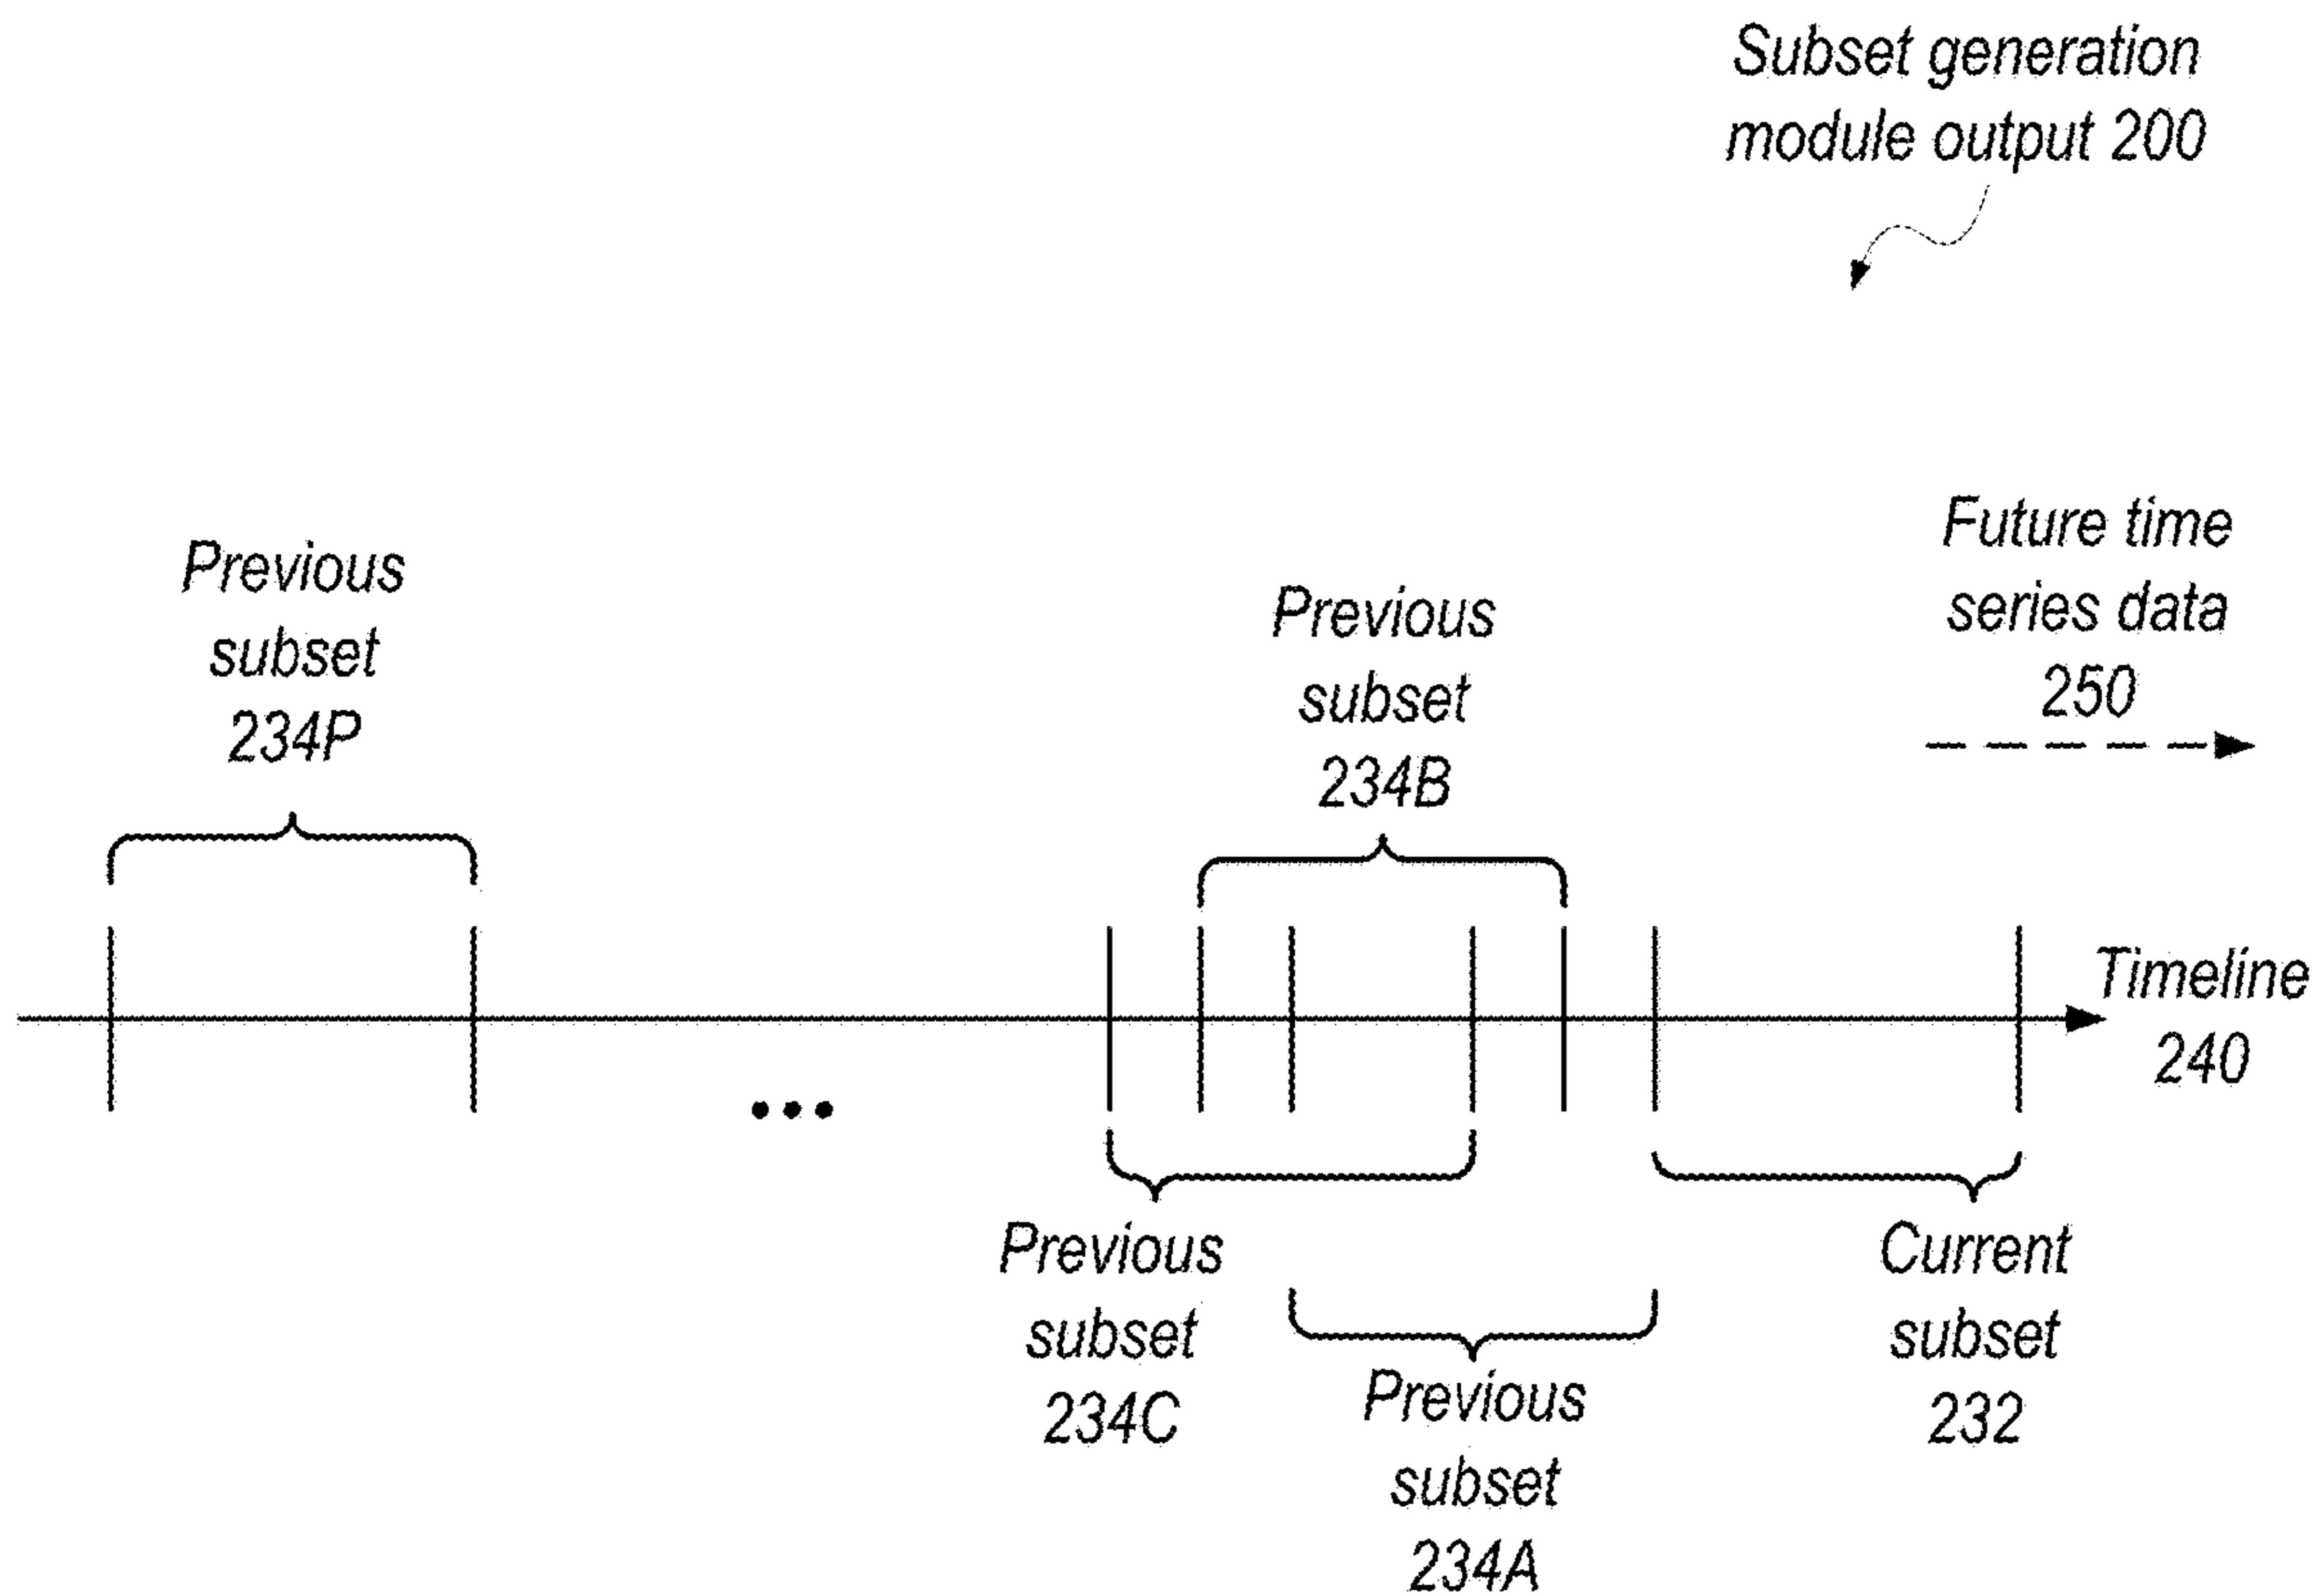 Subset generation
module output 200
Future time
series data
250
Previous
subset
234P
Previous
subset
234B
Timeline
240
Previous
subset
234C
Previous
subset
234A
Current
subset
232